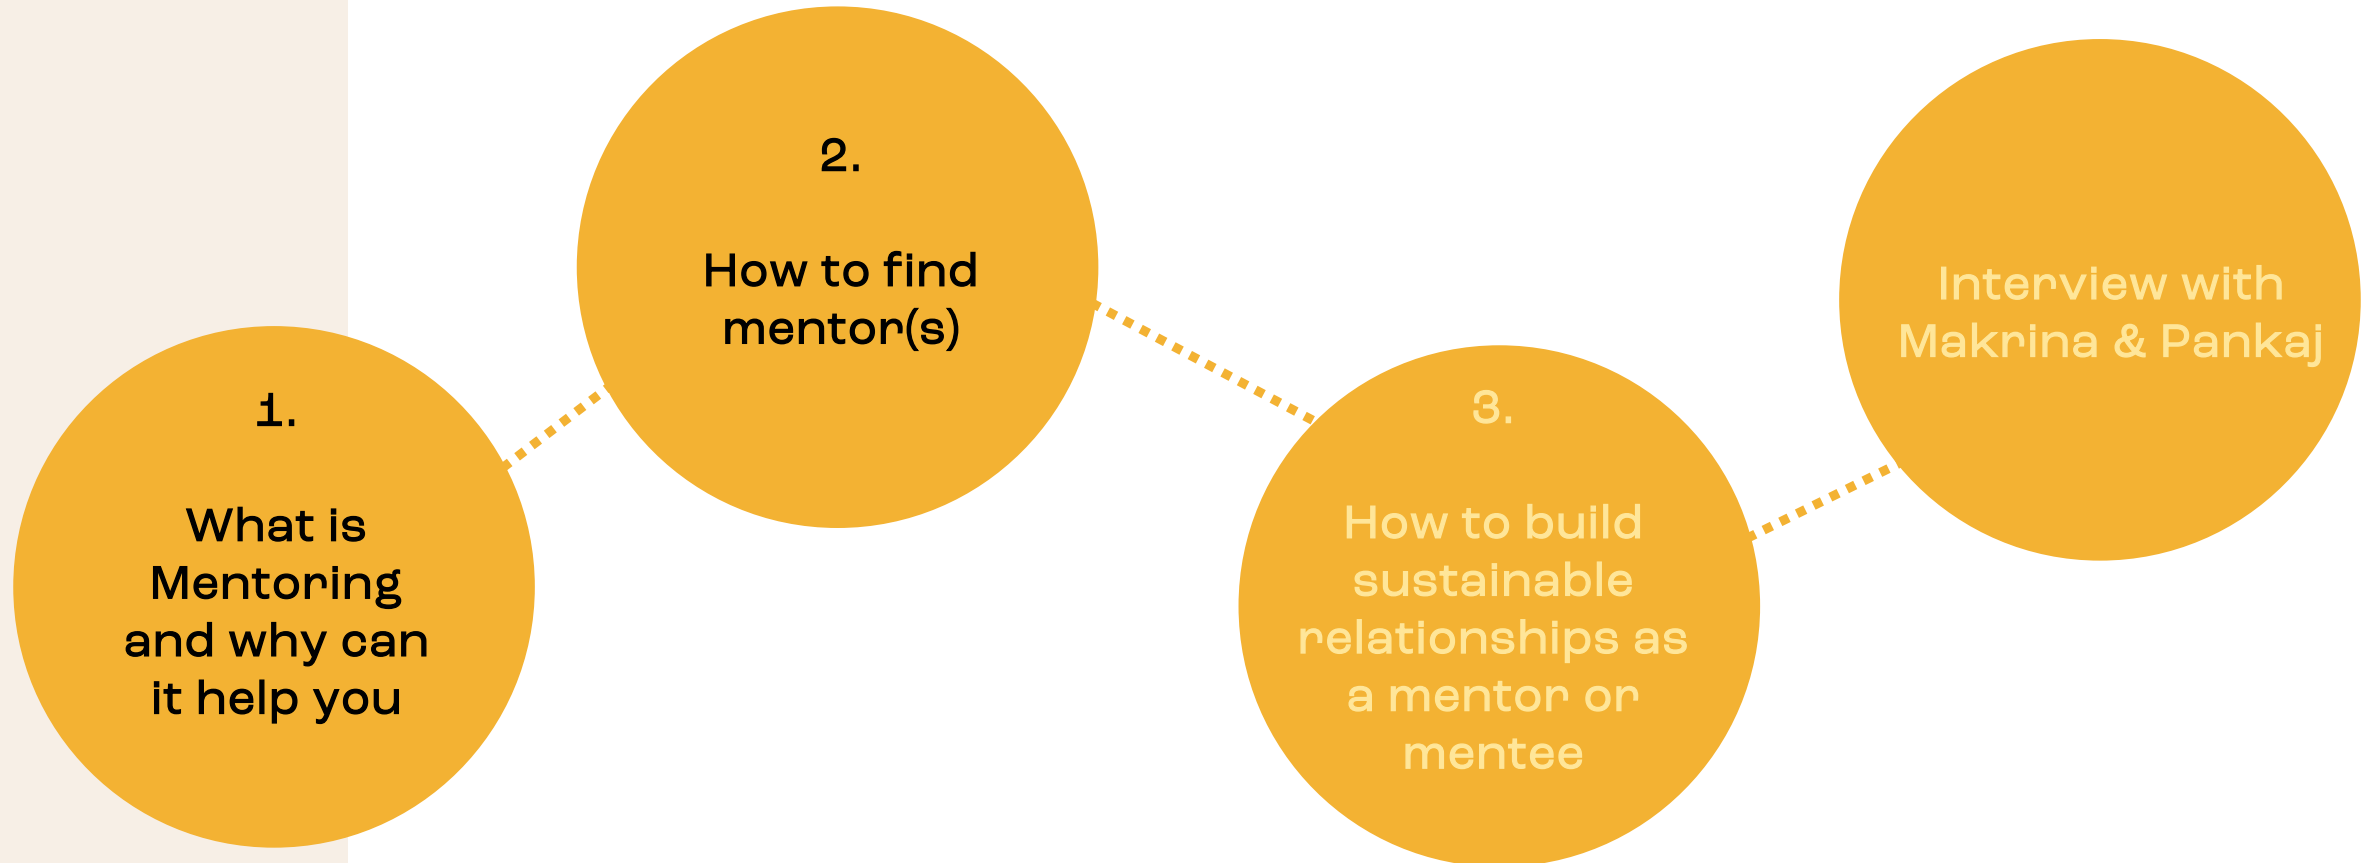 1.
What is
Mentoring
and why can
it help you
2.
How to find
mentor(s)
3.
How to build
sustainable
relationships as
a mentor or
mentee
Interview with
Makrina & Pankaj